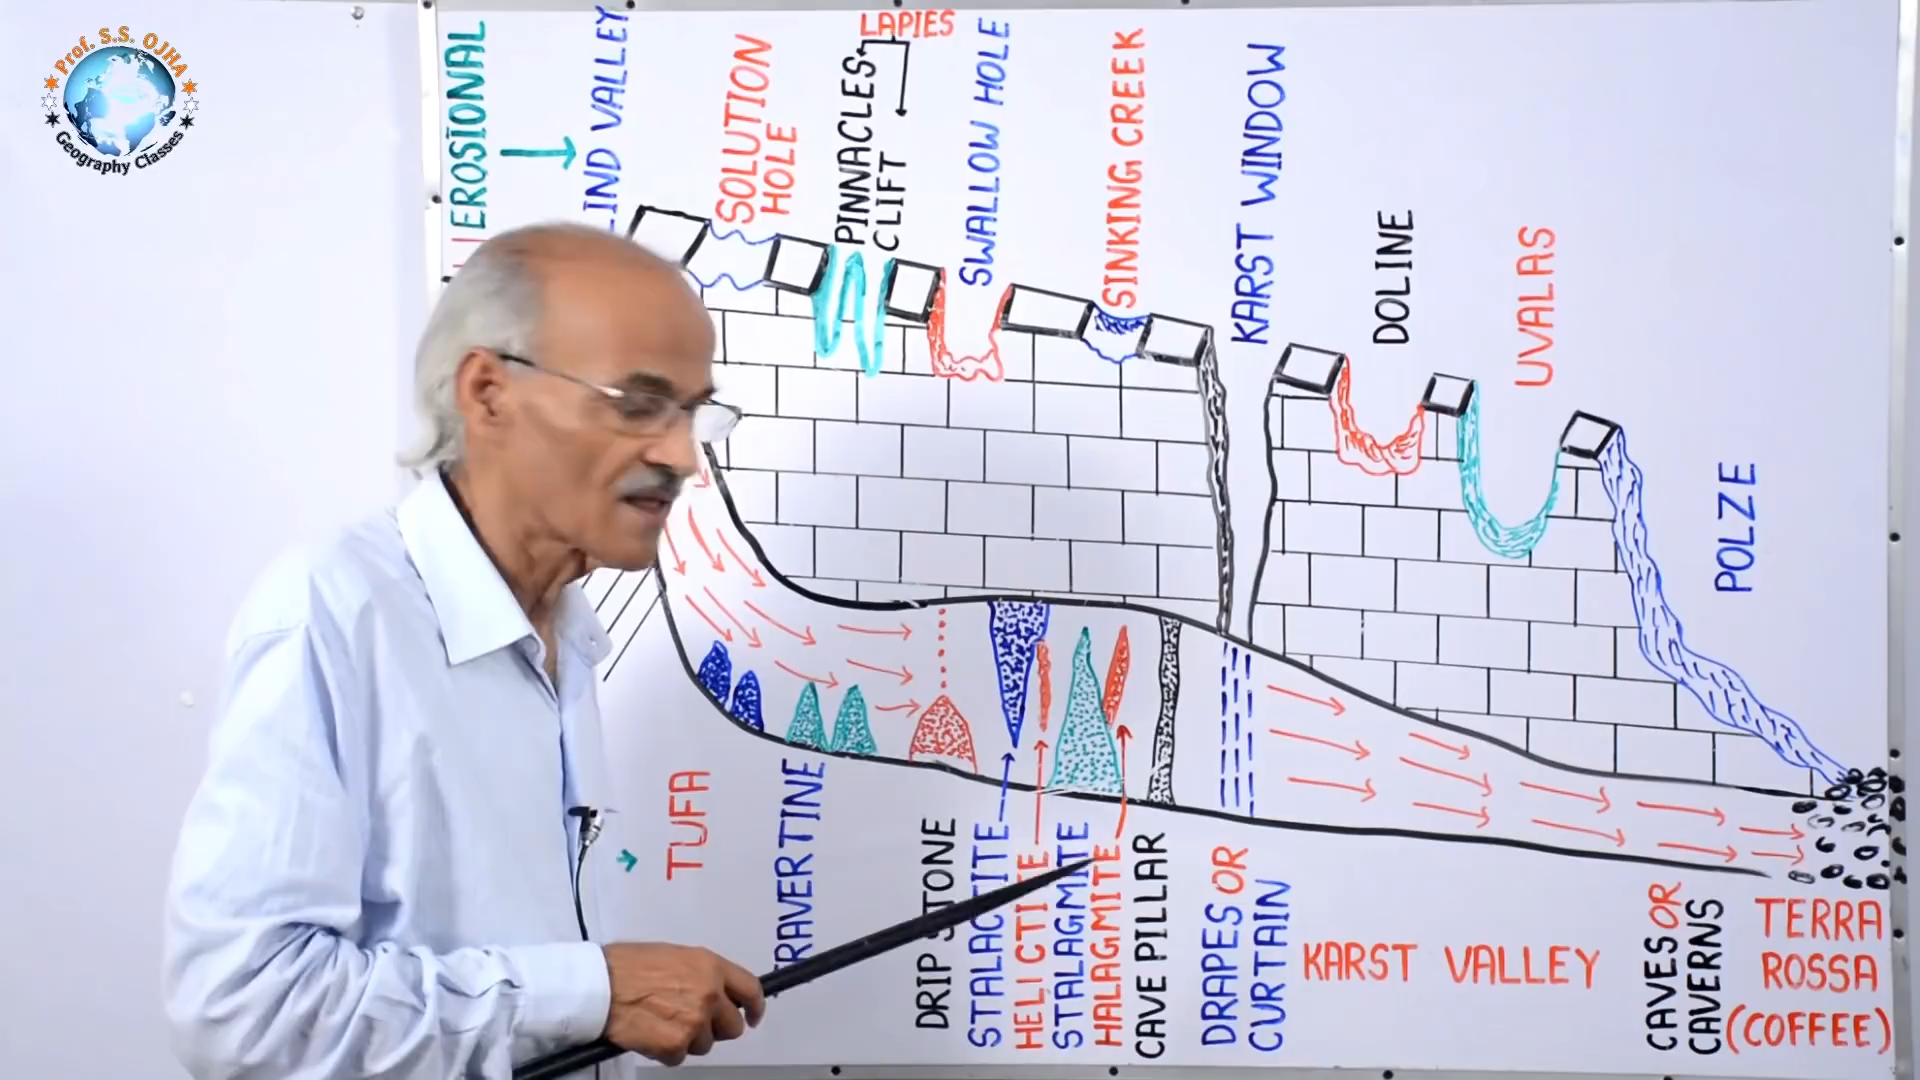 Prof. S.S. OJHA
Geography Classes
EROSIONAL
LIND VALLEY
SOLUTION
HOLE
LAPIES
PINNACLES
CLIFT
SWALLOW HOLE
SINKING CREEK
KARST WINDOW
DOLINE
UVALAS
POLZE
TUFA
TRAVERTINE
DRIP STONE
STALACTITE
HELICTITE
STALAGMITE
HALAGMITE
CAVE PILLAR
DRAPES OR
CURTAIN
KARST VALLEY
CAVES OR
CAVERNS
TERRA
ROSSA
(COFFEE)